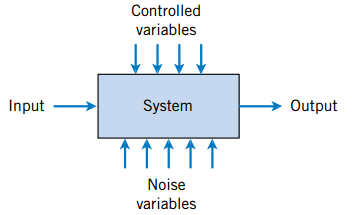 Controlled
variables
Input
System
Output
Noise
variables